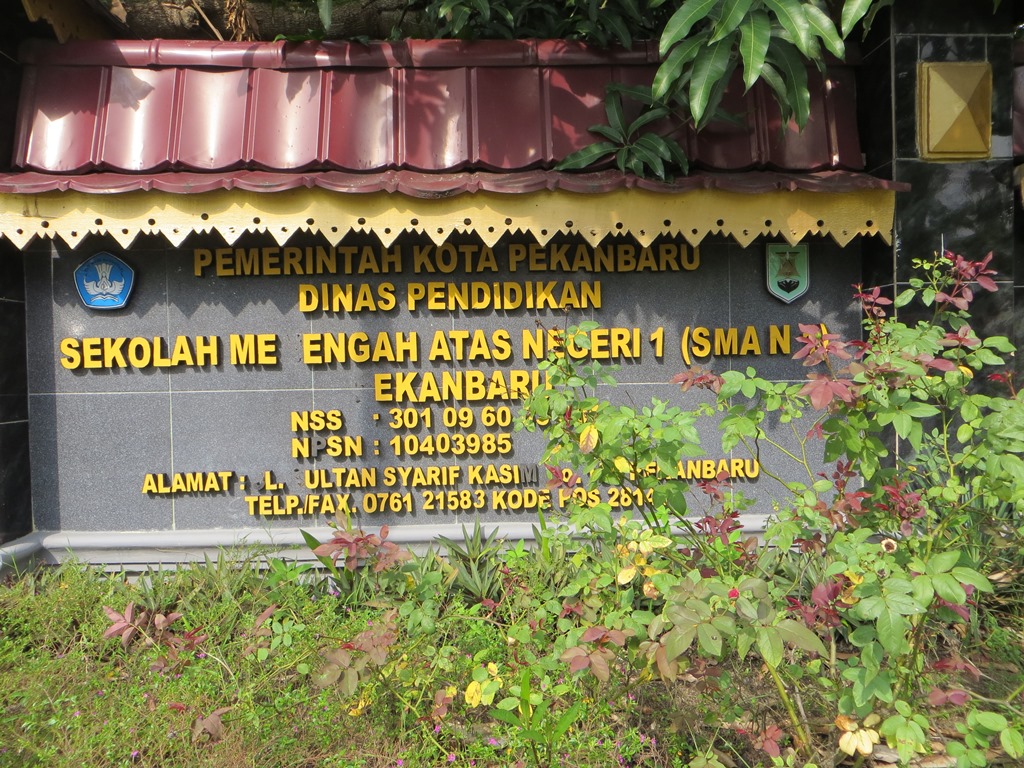 PEMERINTAH KOTA PEKANBARU
DINAS PENDIDIKAN
SEKOLAH ME ENGAH ATAS NEGERI 1 (SMA N
EKANBARU
NSS : 301 09 60
NPSN : 10403985
ALAMAT : JL. ULTAN SYARIF KASIM
TELP./FAX. 0761 21583 KODE POS